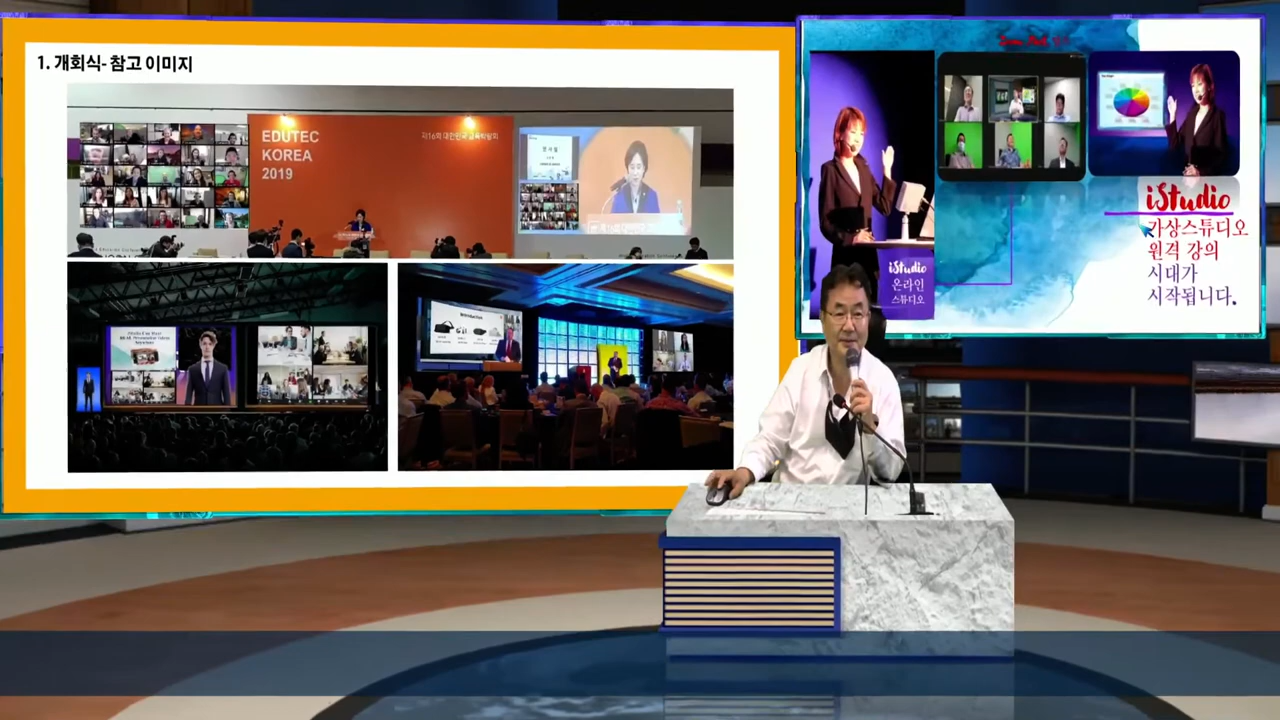 1. 개회식- 참고 이미지
EDUTEC
KOREA
2019
제16회 대한민국 교육박람회
Introduction
iStudio
온라인
스튜디오
iStudio
가상스튜디오
원격 강의
시대가
시작됩니다.